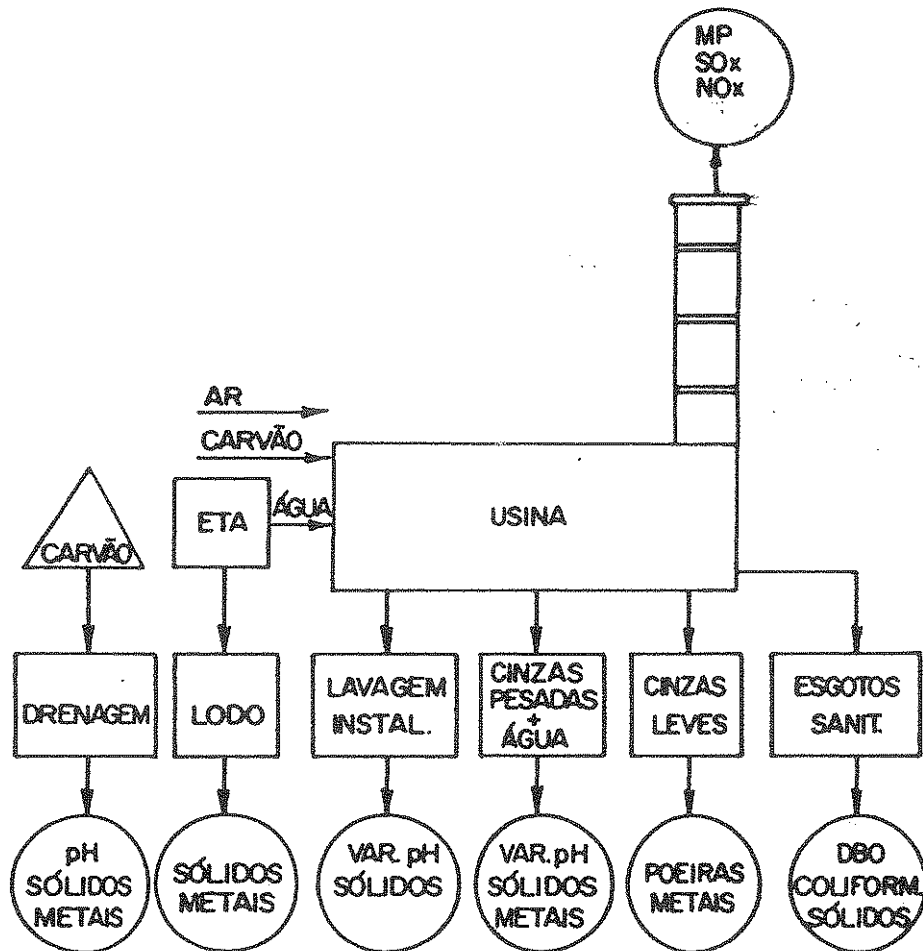 MP
SOx
NOx
AR
CARVÃO
CARVÃO
ETA
ÁGUA
USINA
DRENAGEM
LODO
LAVAGEM
INSTAL.
CINZAS
PESADAS
+
ÁGUA
CINZAS
LEVES
ESGOTOS
SANIT.
pH
SÓLIDOS
METAIS
SÓLIDOS
METAIS
VAR. pH
SÓLIDOS
VAR. pH
SÓLIDOS
METAIS
POEIRAS
METAIS
DBO
COLIFORM.
SÓLIDOS